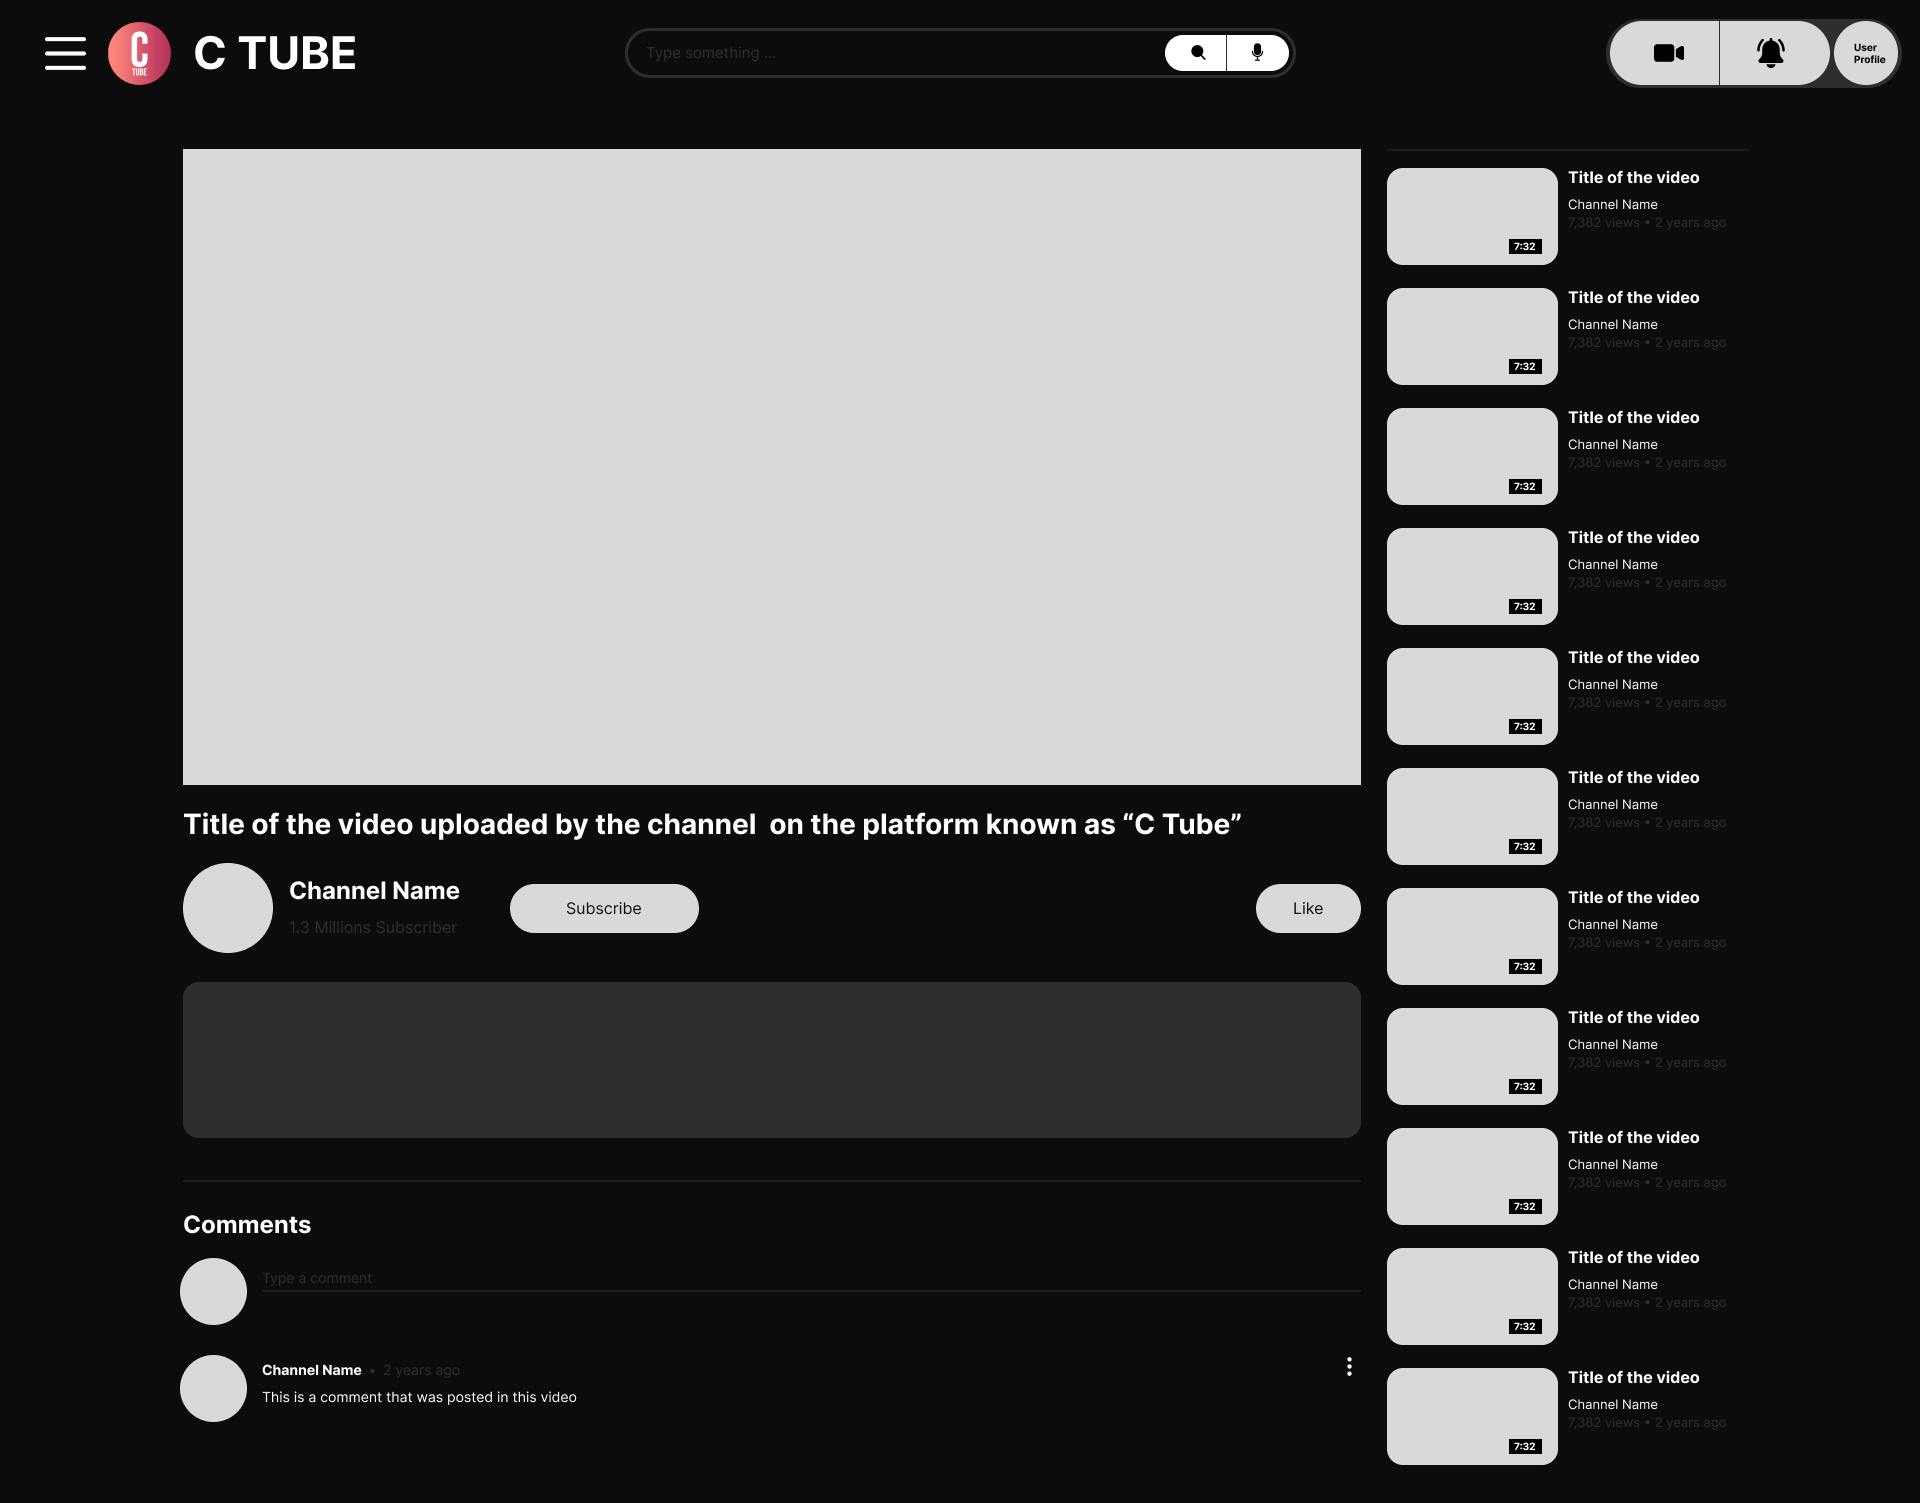 C
TUBE
C TUBE
Type something ...
User
Profile
Title of the video uploaded by the channel  on the platform known as “C Tube”
Channel Name
1.3 Millions Subscriber
Subscribe
Like
Comments
Type a comment
Channel Name • 2 years ago
This is a comment that was posted in this video
Title of the video
Channel Name
7,382 views • 2 years ago
7:32
Title of the video
Channel Name
7,382 views • 2 years ago
7:32
Title of the video
Channel Name
7,382 views • 2 years ago
7:32
Title of the video
Channel Name
7,382 views • 2 years ago
7:32
Title of the video
Channel Name
7,382 views • 2 years ago
7:32
Title of the video
Channel Name
7,382 views • 2 years ago
7:32
Title of the video
Channel Name
7,382 views • 2 years ago
7:32
Title of the video
Channel Name
7,382 views • 2 years ago
7:32
Title of the video
Channel Name
7,382 views • 2 years ago
7:32
Title of the video
Channel Name
7,382 views • 2 years ago
7:32
Title of the video
Channel Name
7,382 views • 2 years ago
7:32